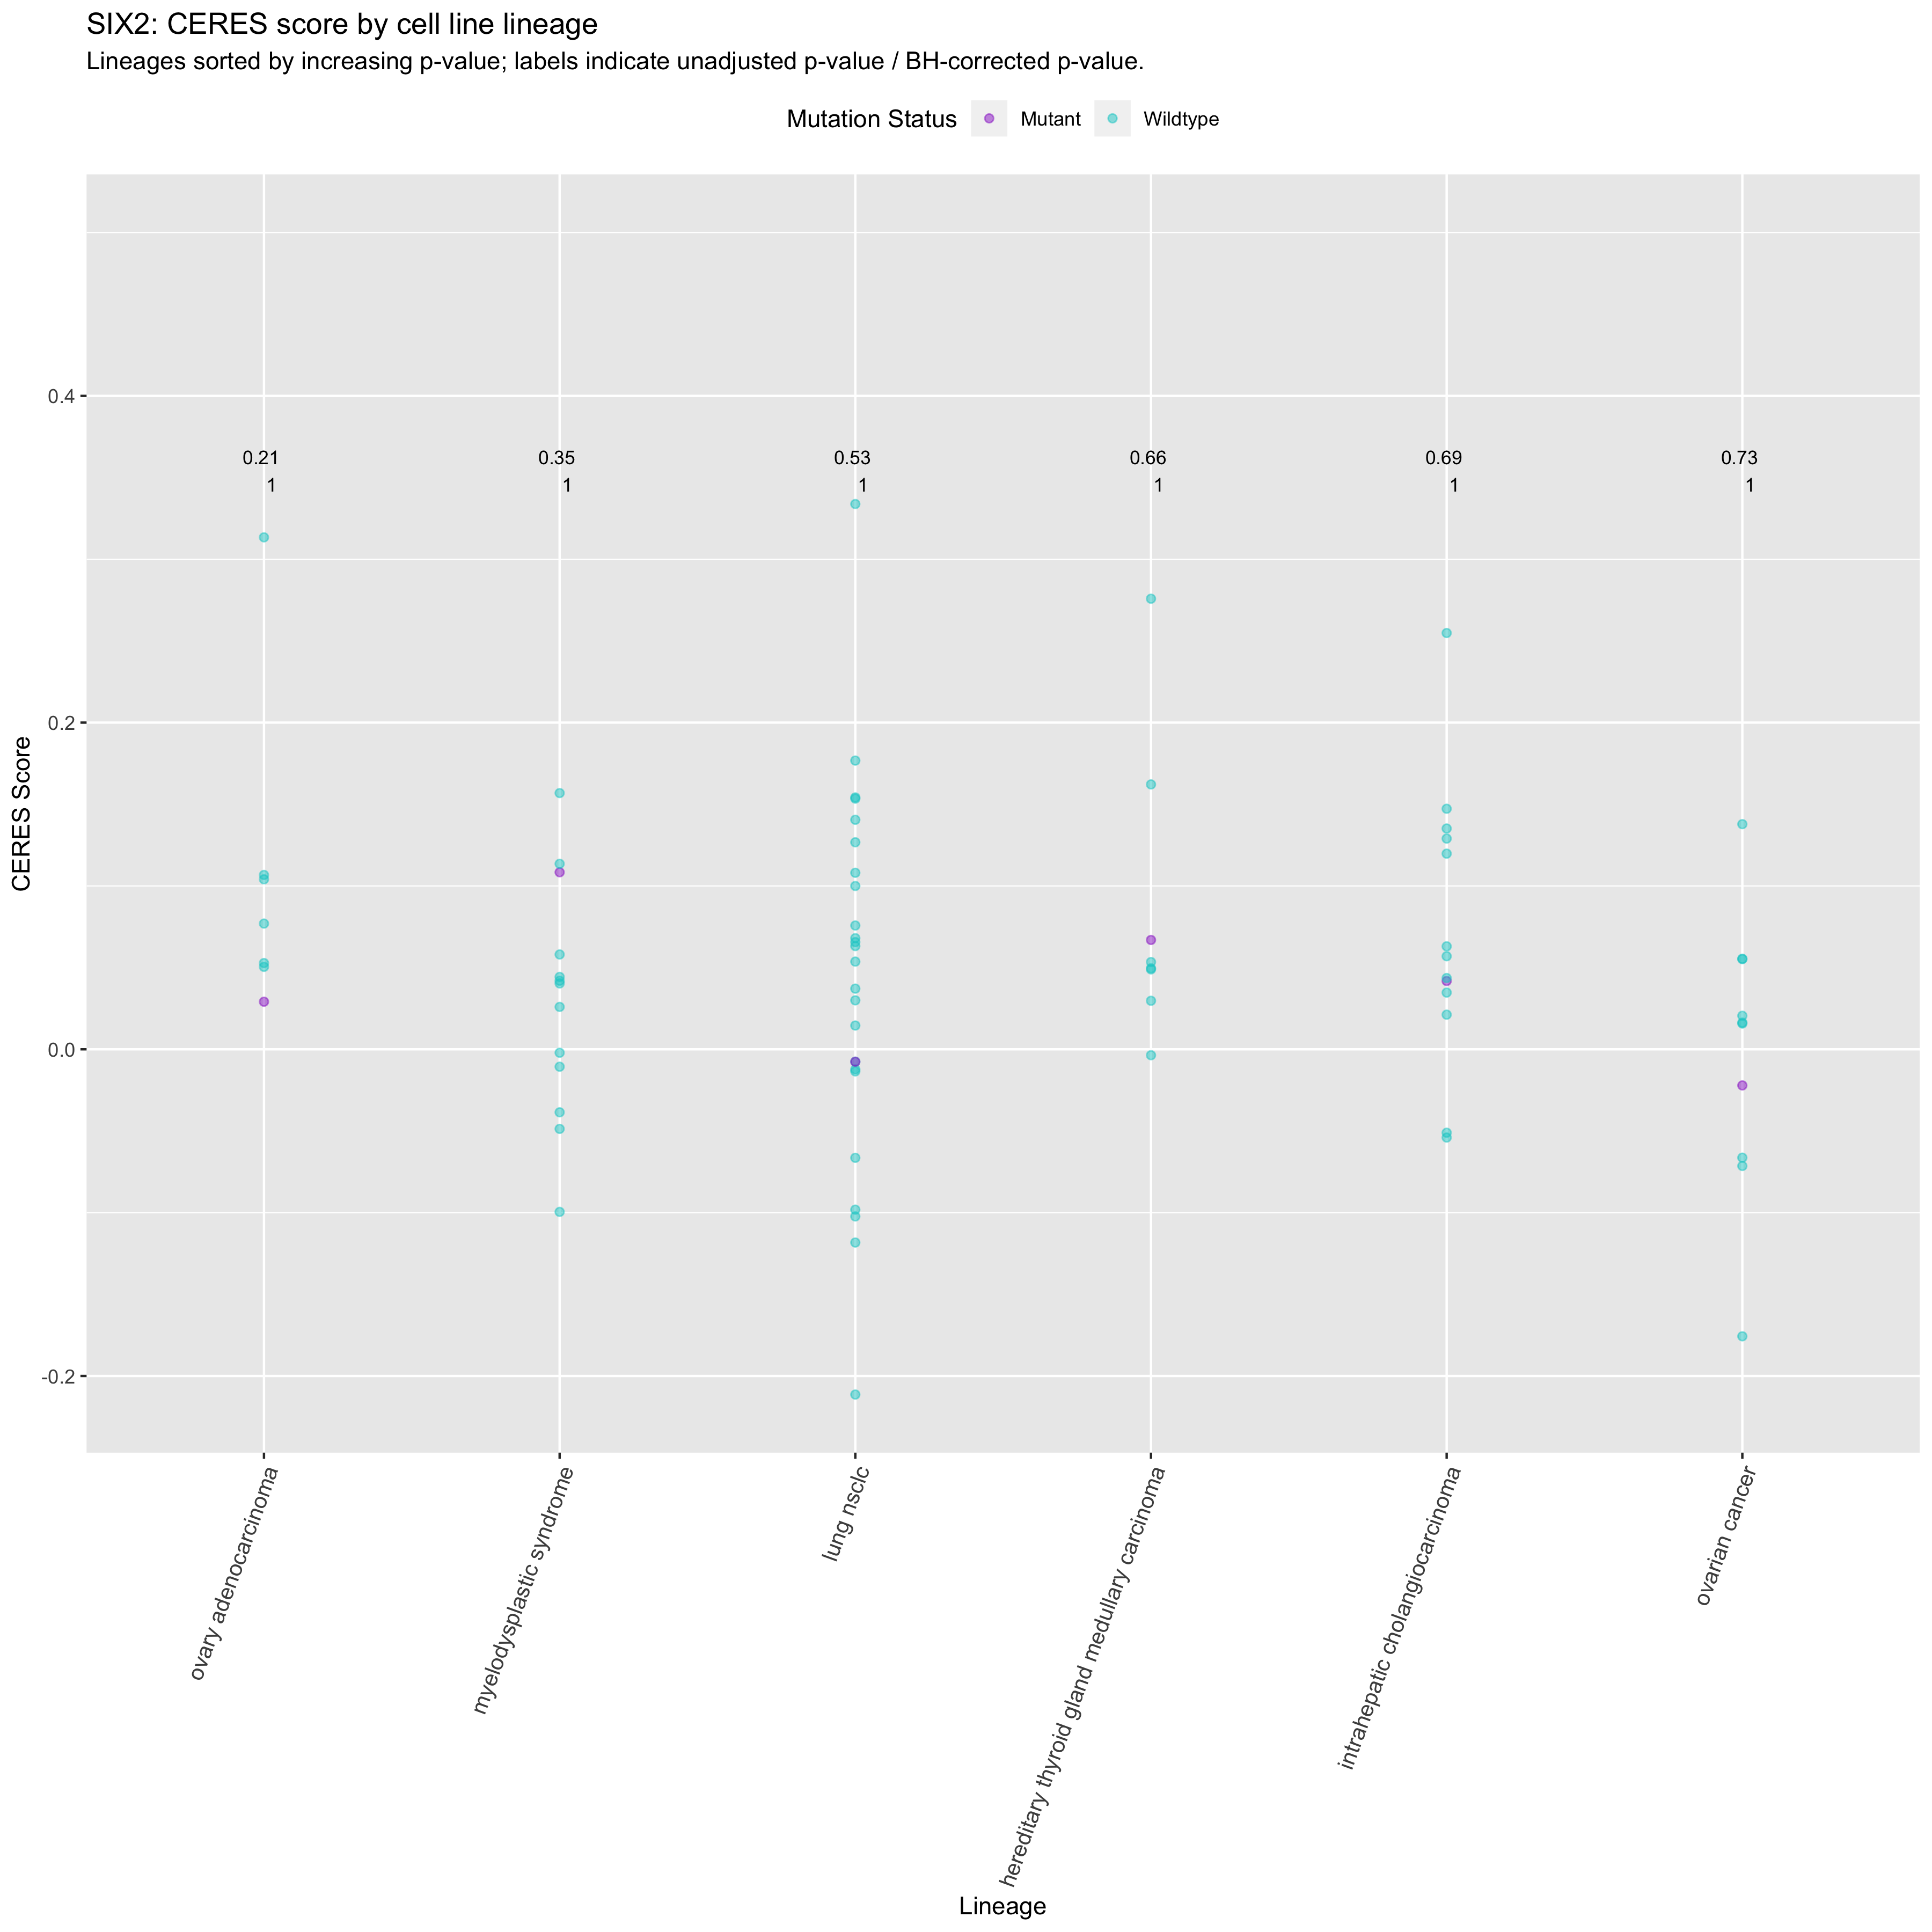 SIX2: CERES score by cell line lineage
Lineages sorted by increasing p-value; labels indicate unadjusted p-value / BH-corrected p-value.
Mutation Status Mutant Wildtype
0.4
0.21 0.35 0.53 0.66 0.69 0.73
1 1 1 1 1 1
0.2
CERES Score
0.0
-0.2
ovary adenocarcinoma
myelodysplastic syndrome
lung nsclc
hereditary thyroid gland medullary carcinoma
intrahepatic cholangiocarcinoma
ovarian cancer
Lineage